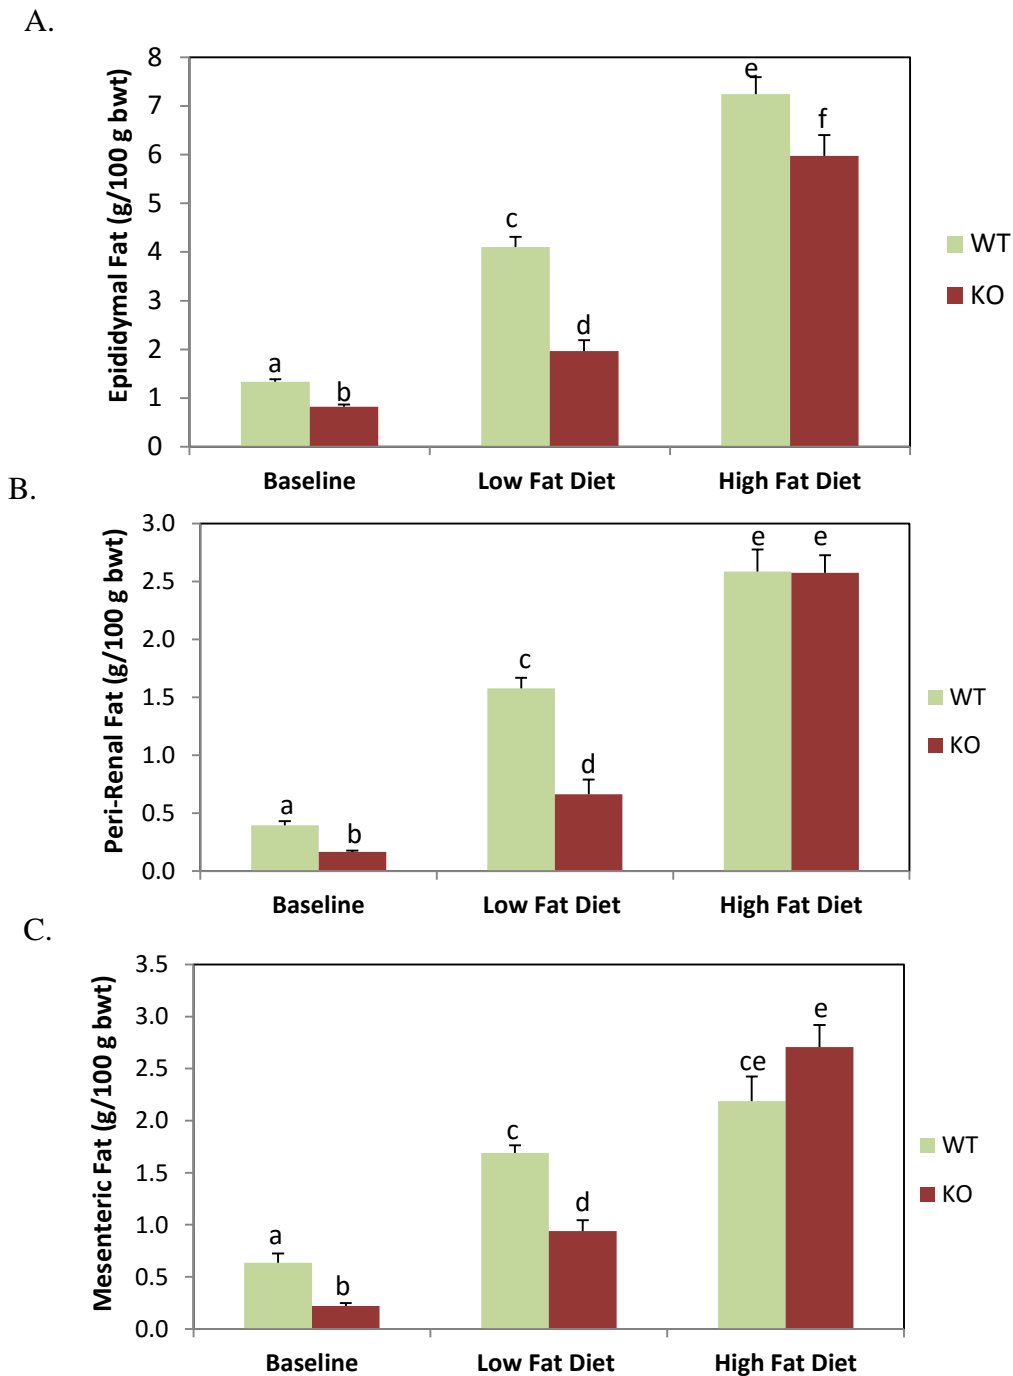 A.
Epididymal Fat (g/100 g bwt)
8
7
6
5
4
3
2
1
0
a
b
c
d
e
f
Baseline
Low Fat Diet
High Fat Diet
WT
KO
B.
Peri-Renal Fat (g/100 g bwt)
3.0
2.5
2.0
1.5
1.0
0.5
0.0
a
b
c
d
e
e
Baseline
Low Fat Diet
High Fat Diet
WT
KO
C.
Mesenteric Fat (g/100 g bwt)
3.5
3.0
2.5
2.0
1.5
1.0
0.5
0.0
a
b
c
d
ce
e
Baseline
Low Fat Diet
High Fat Diet
WT
KO